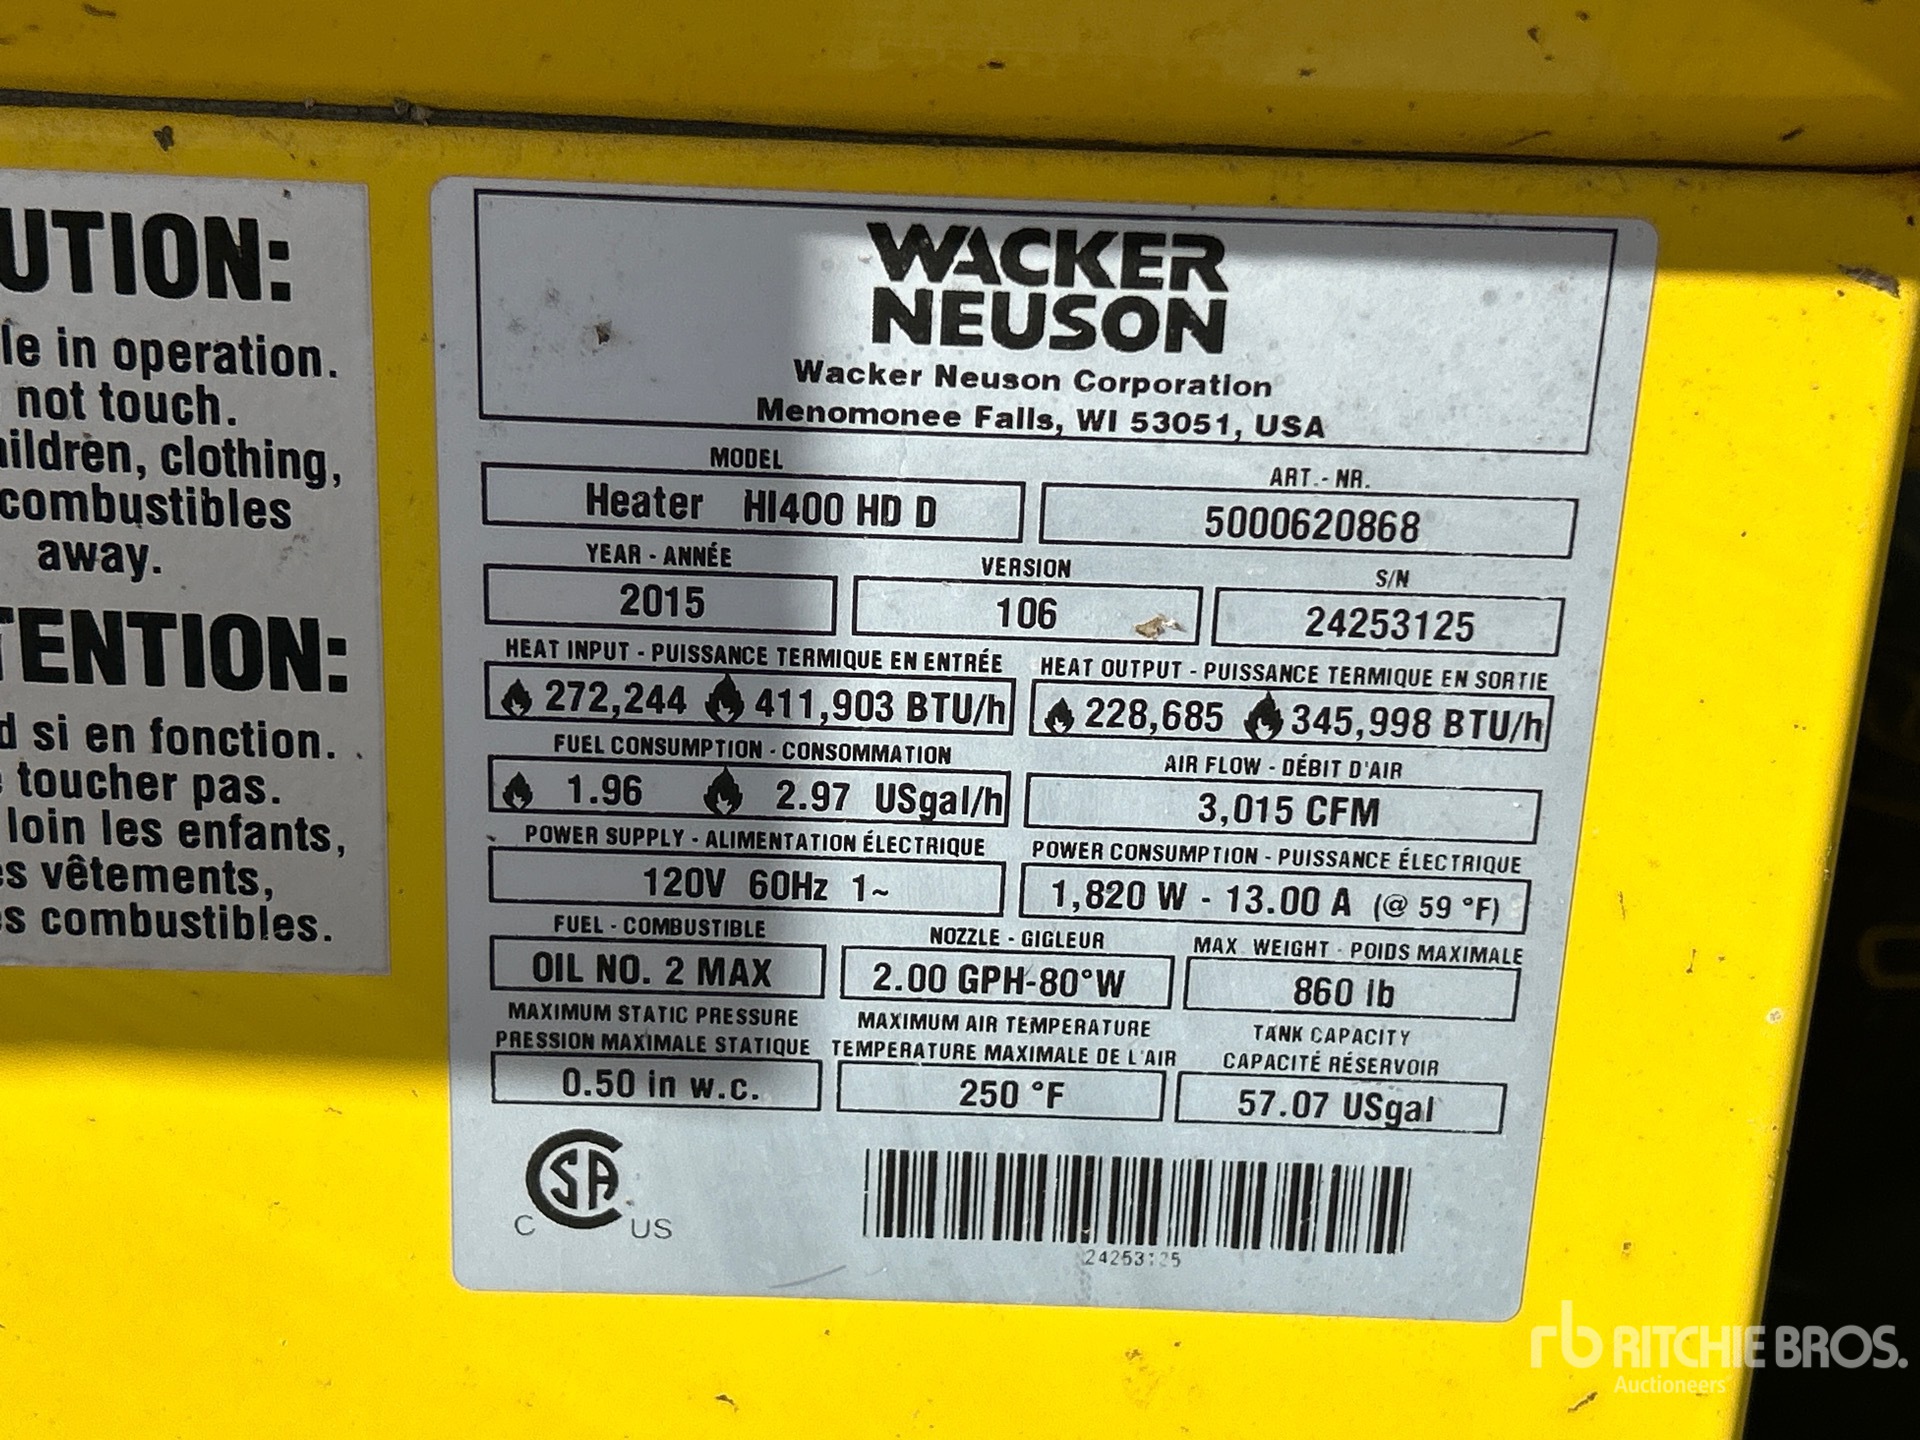 UTION:
le in operation.
not touch.
ildren, clothing,
combustibles
away.
TENTION:
d si en fonction.
toucher pas.
loin les enfants,
s vêtements,
s combustibles.
WACKER
NEUSON
Wacker Neuson Corporation
Menomonee Falls, WI 53051, USA
MODEL
Heater HI400 HD D
ART.-NR.
5000620868
YEAR - ANNÉE
2015
VERSION
106
S/N
24253125
HEAT INPUT - PUISSANCE TERMIQUE EN ENTRÉE
272,244 411,903 BTU/h
HEAT OUTPUT - PUISSANCE TERMIQUE EN SORTIE
228,685 345,998 BTU/h
FUEL CONSUMPTION - CONSOMMATION
1.96 2.97 USgal/h
AIR FLOW - DÉBIT D'AIR
3,015 CFM
POWER SUPPLY - ALIMENTATION ÉLECTRIQUE
120V 60Hz 1~
POWER CONSUMPTION - PUISSANCE ÉLECTRIQUE
1,820 W - 13.00 A (@ 59 °F)
FUEL - COMBUSTIBLE
OIL NO. 2 MAX
NOZZLE - GIGLEUR
2.00 GPH-80°W
MAX. WEIGHT - POIDS MAXIMALE
860 lb
MAXIMUM STATIC PRESSURE
PRESSION MAXIMALE STATIQUE
0.50 in w.c.
MAXIMUM AIR TEMPERATURE
TEMPERATURE MAXIMALE DE L'AIR
250 °F
TANK CAPACITY
CAPACITÉ RÉSERVOIR
57.07 USgal
C SA US
24253125
rb RITCHIE BROS.
Auctioneers